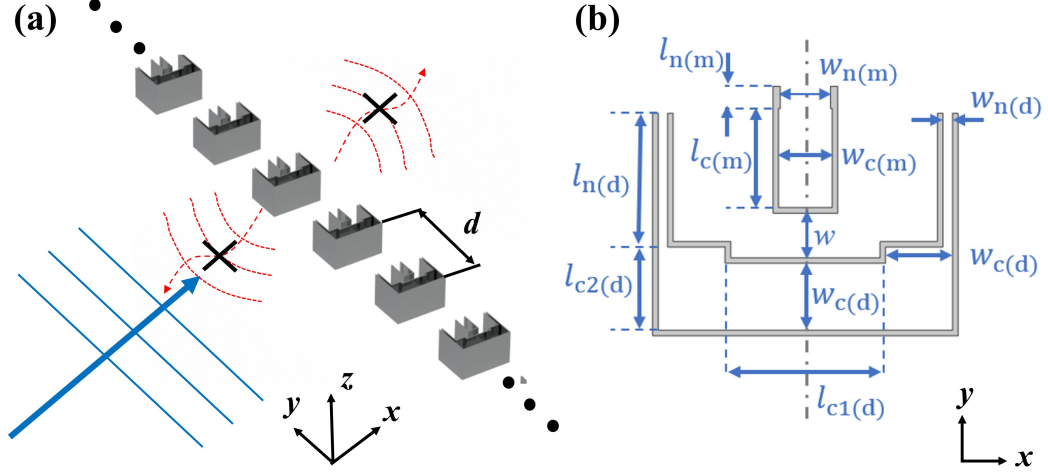 (a)
d
z
y
x
(b)
l_n(m)
w_n(m)
w_n(d)
l_c(m)
w_c(m)
l_n(d)
w
l_c2(d)
w_c(d)
w_c(d)
l_c1(d)
y
x